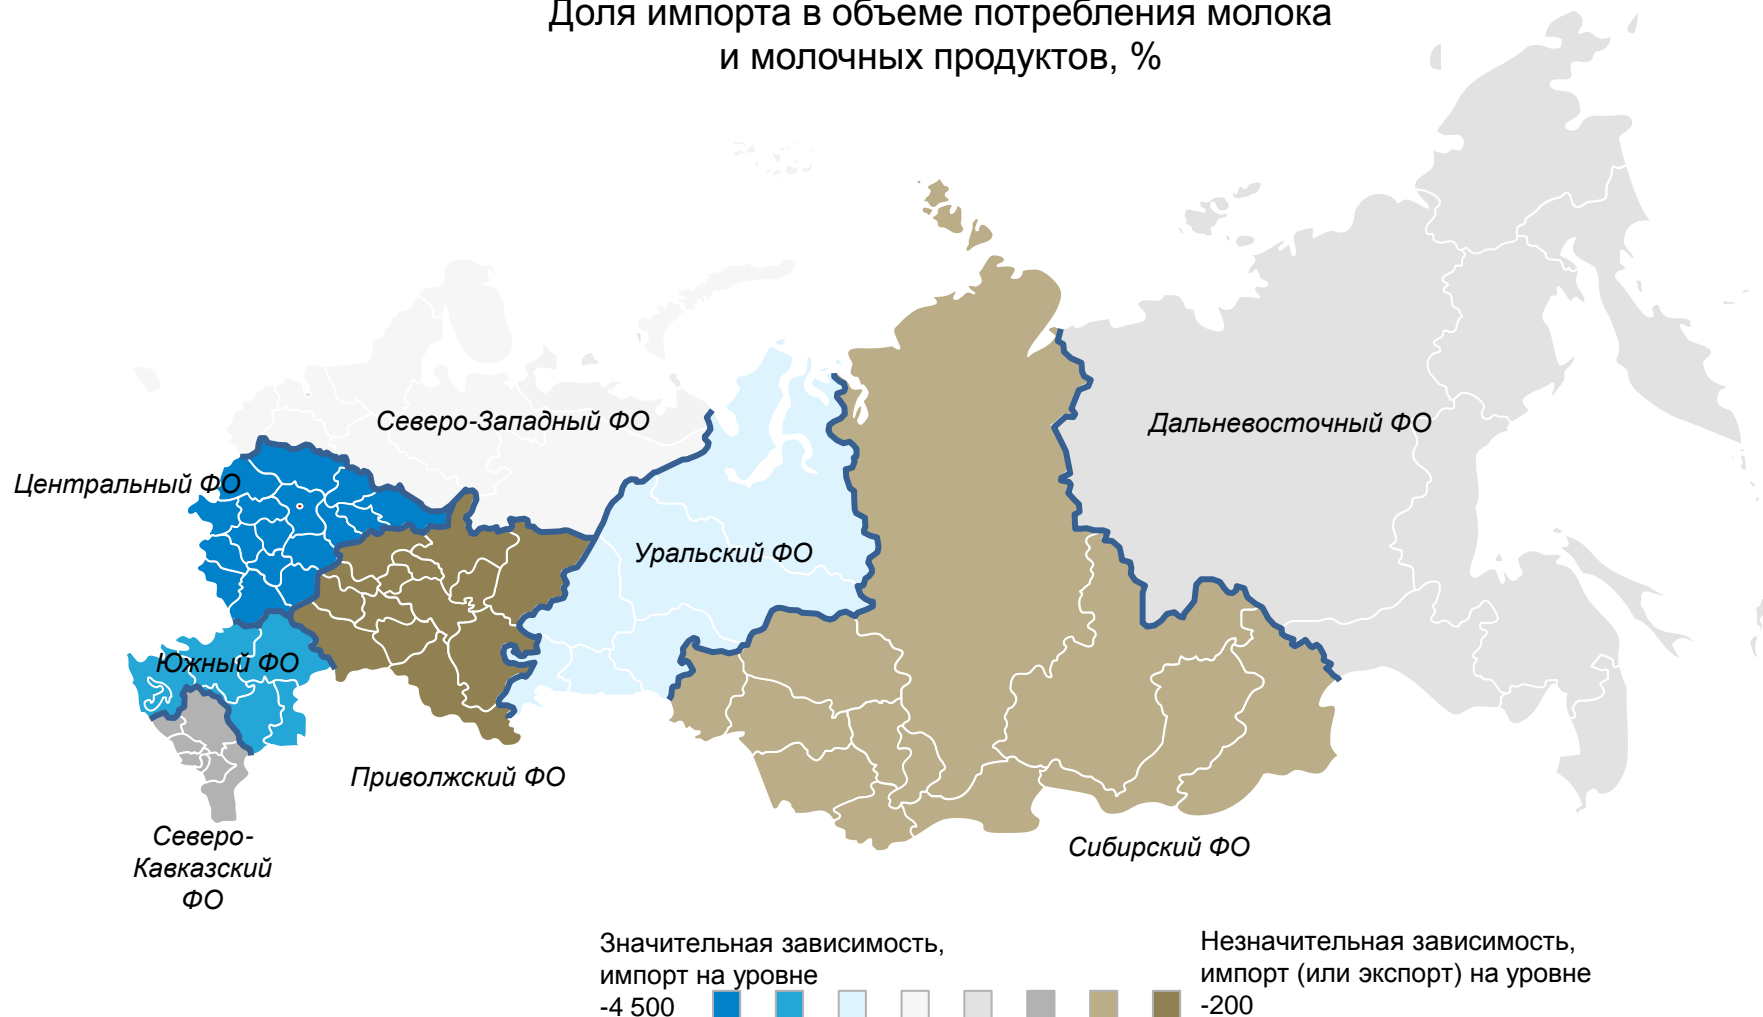 Доля импорта в объеме потребления молока
и молочных продуктов, %
Северо-Западный ФО
Дальневосточный ФО
Центральный ФО
Уральский ФО
Южный ФО
Приволжский ФО
Северо-
Кавказский
ФО
Сибирский ФО
Значительная зависимость,
импорт на уровне
-4 500
Незначительная зависимость,
импорт (или экспорт) на уровне
-200